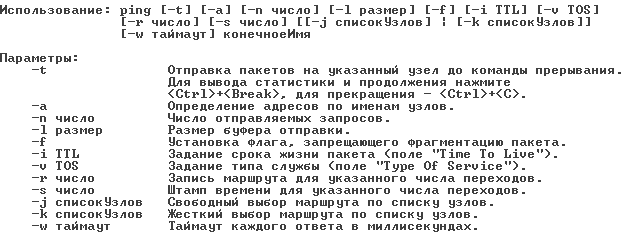 Использование: ping [-t] [-a] [-n число] [-l размер] [-f] [-i TTL] [-v TOS]
[-r число] [-s число] [[-j списокУзлов] | [-k списокУзлов]]
[-w таймаут] конечноеИмя
Параметры:
-t Отправка пакетов на указанный узел до команды прерывания.
Для вывода статистики и продолжения нажмите
<Ctrl>+<Break>, для прекращения - <Ctrl>+<C>.
-a Определение адресов по именам узлов.
-n число Число отправляемых запросов.
-l размер Размер буфера отправки.
-f Установка флага, запрещающего фрагментацию пакета.
-i TTL Задание срока жизни пакета (поле "Time To Live").
-v TOS Задание типа службы (поле "Type Of Service").
-r число Запись маршрута для указанного числа переходов.
-s число Штамп времени для указанного числа переходов.
-j списокУзлов Свободный выбор маршрута по списку узлов.
-k списокУзлов Жесткий выбор маршрута по списку узлов.
-w таймаут Таймаут каждого ответа в миллисекундах.